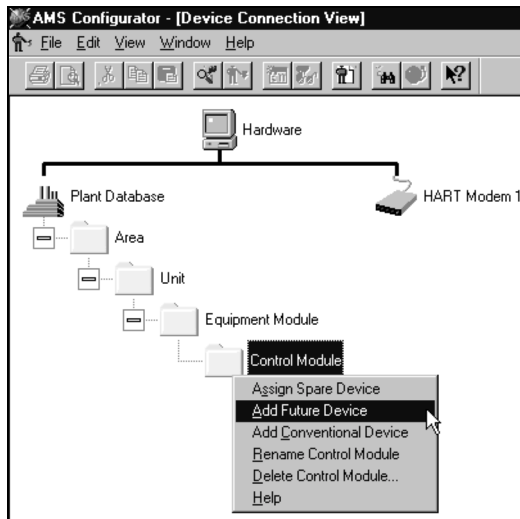 AMS Configurator - [Device Connection View]
File Edit View Window Help
Hardware
Plant Database
HART Modem 1
Area
Unit
Equipment Module
Control Module
Assign Spare Device
Add Future Device
Add Conventional Device
Rename Control Module
Delete Control Module...
Help